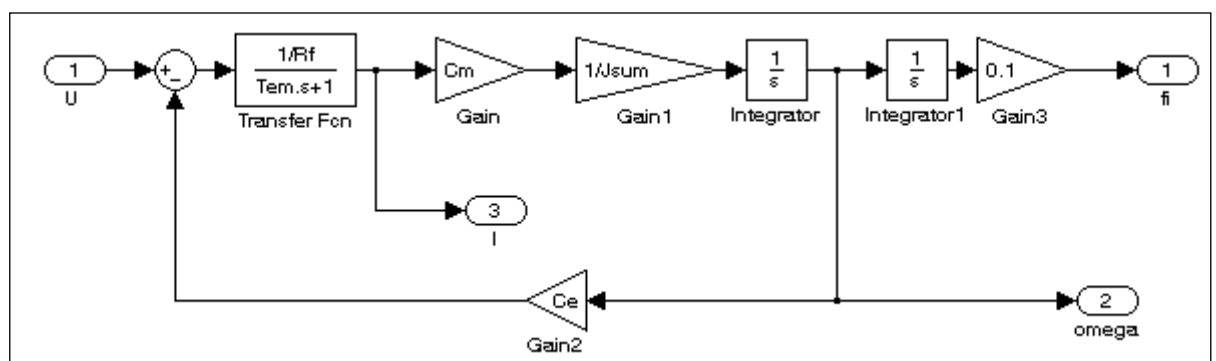 1
U
+
-
1/Rf
Tem.s+1
Transfer Fcn
Cm
Gain
1/Jsum
Gain1
1
s
Integrator
1
s
Integrator1
0.1
Gain3
1
fi
3
I
Ce
Gain2
2
omega